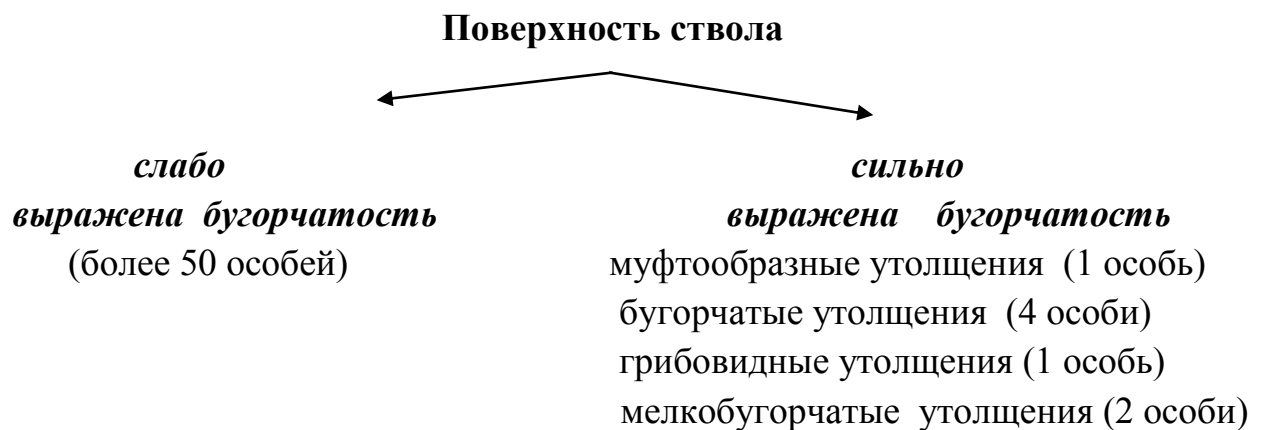 Поверхность ствола
слабо
выражена бугорчатость
(более 50 особей)
сильно
выражена бугорчатость
муфтообразные утолщения (1 особь)
бугорчатые утолщения (4 особи)
грибовидные утолщения (1 особь)
мелкобугорчатые утолщения (2 особи)